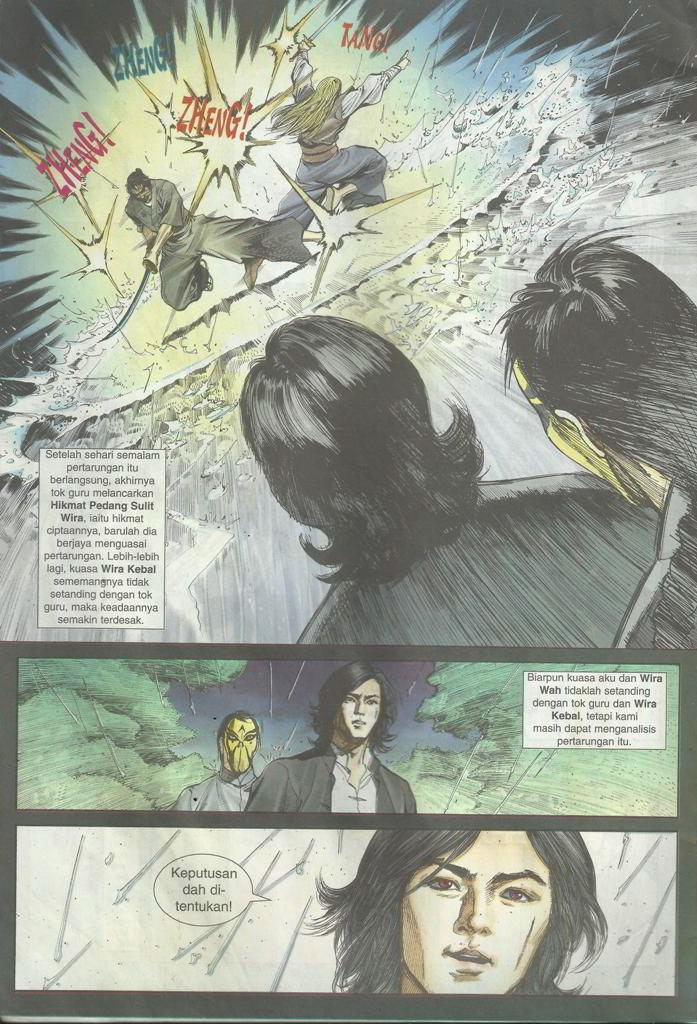 ZHENG!
TANG!
ZHENG!
ZHENG!
Setelah sehari semalam
pertarungan itu
berlangsung, akhirnya
tok guru melancarkan
Hikmat Pedang Sulit
Wira, iaitu hikmat
ciptaannya, barulah dia
berjaya menguasai
pertarungan. Lebih-lebih
lagi, kuasa Wira Kebal
sememangnya tidak
setanding dengan tok
guru, maka keadaannya
semakin terdesak.
Biarpun kuasa aku dan Wira
Wah tidaklah setanding
dengan tok guru dan Wira
Kebal, tetapi kami
masih dapat menganalisis
pertarungan itu.
Keputusan
dah di-
tentukan!